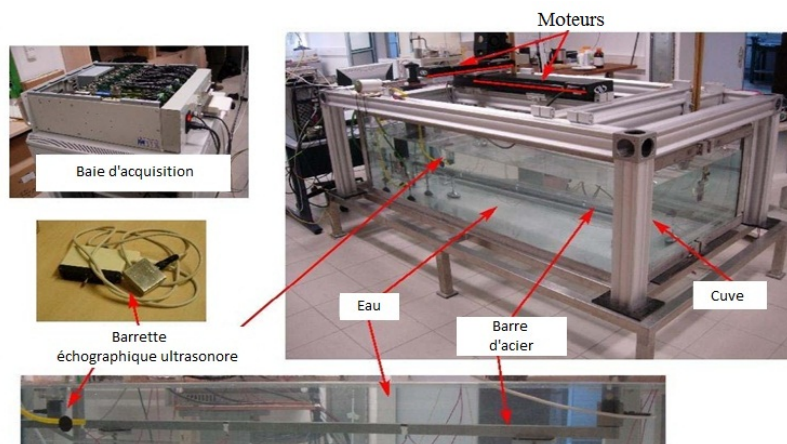 Moteurs
Baie d'acquisition
Barrette
échographique ultrasonore
Eau
Barre
d'acier
Cuve